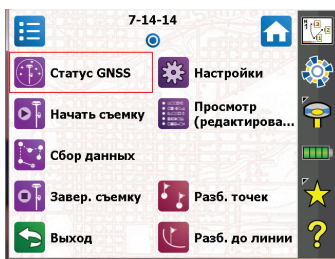 7-14-14
Статус GNSS
Настройки
Начать съемку
Просмотр
(редактирова...
Сбор данных
Завер. съемку
Разб. точек
Выход
Разб. до линии